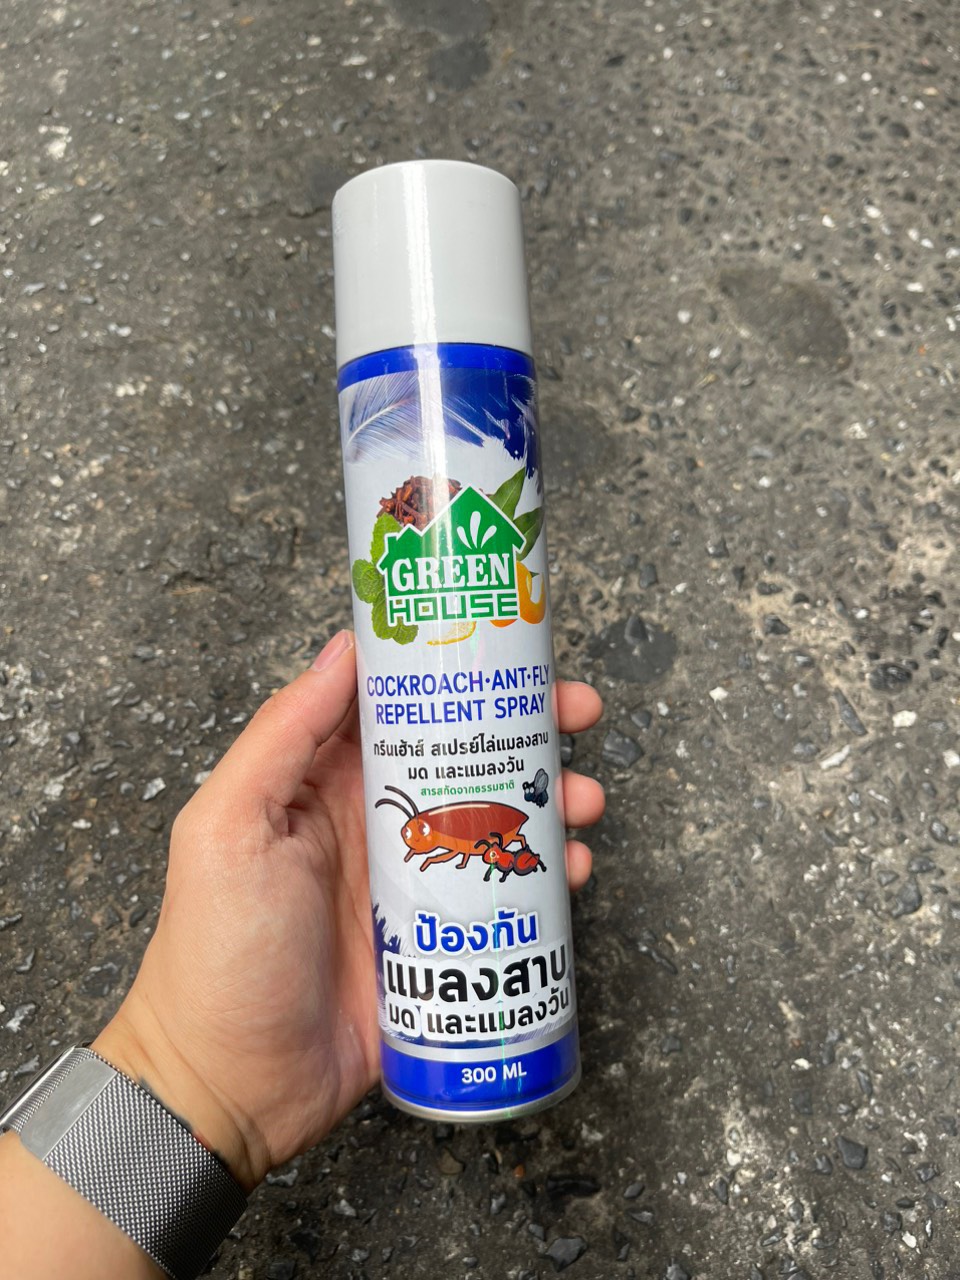 GREEN
HOUSE
COCKROACH•ANT•FLY
REPELLENT SPRAY
กรีนเฮ้าส์ สเปรย์ไล่แมลงสาบ
มด และแมลงวัน
สารสกัดจากธรรมชาติ
ป้องกัน
แมลงสาบ
มด และแมลงวัน
300 ML